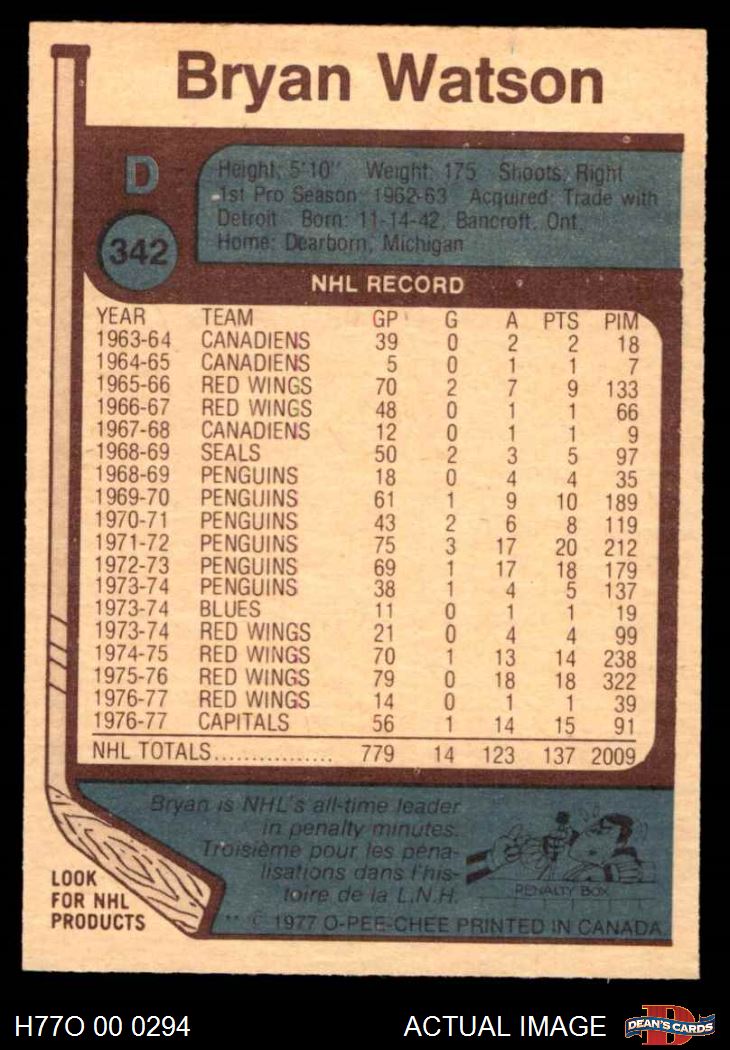 Bryan Watson
D
342
Height: 5'10" Weight: 175 Shoots: Right
1st Pro Season: 1962-63 Acquired: Trade with
Detroit Born: 11-14-42, Bancroft, Ont.
Home: Dearborn, Michigan
NHL RECORD
YEAR TEAM GP G A PTS PIM
1963-64 CANADIENS 39 0 2 2 18
1964-65 CANADIENS 5 0 1 1 7
1965-66 RED WINGS 70 2 7 9 133
1966-67 RED WINGS 48 0 1 1 66
1967-68 CANADIENS 12 0 1 1 9
1968-69 SEALS 50 2 3 5 97
1968-69 PENGUINS 18 0 4 4 35
1969-70 PENGUINS 61 1 9 10 189
1970-71 PENGUINS 43 2 6 8 119
1971-72 PENGUINS 75 3 17 20 212
1972-73 PENGUINS 69 1 17 18 179
1973-74 PENGUINS 38 1 4 5 137
1973-74 BLUES 11 0 1 1 19
1973-74 RED WINGS 21 0 4 4 99
1974-75 RED WINGS 70 1 13 14 238
1975-76 RED WINGS 79 0 18 18 322
1976-77 RED WINGS 14 0 1 1 39
1976-77 CAPITALS 56 1 14 15 91
NHL TOTALS................ 779 14 123 137 2009
Bryan is NHL's all-time leader
in penalty minutes.
Troisième pour les péna-
lisations dans l'his-
toire de la L.N.H.
PENALTY BOX
LOOK
FOR NHL
PRODUCTS
** © 1977 O-PEE-CHEE PRINTED IN CANADA
H77O 00 0294
ACTUAL IMAGE
D
DEAN'S CARDS